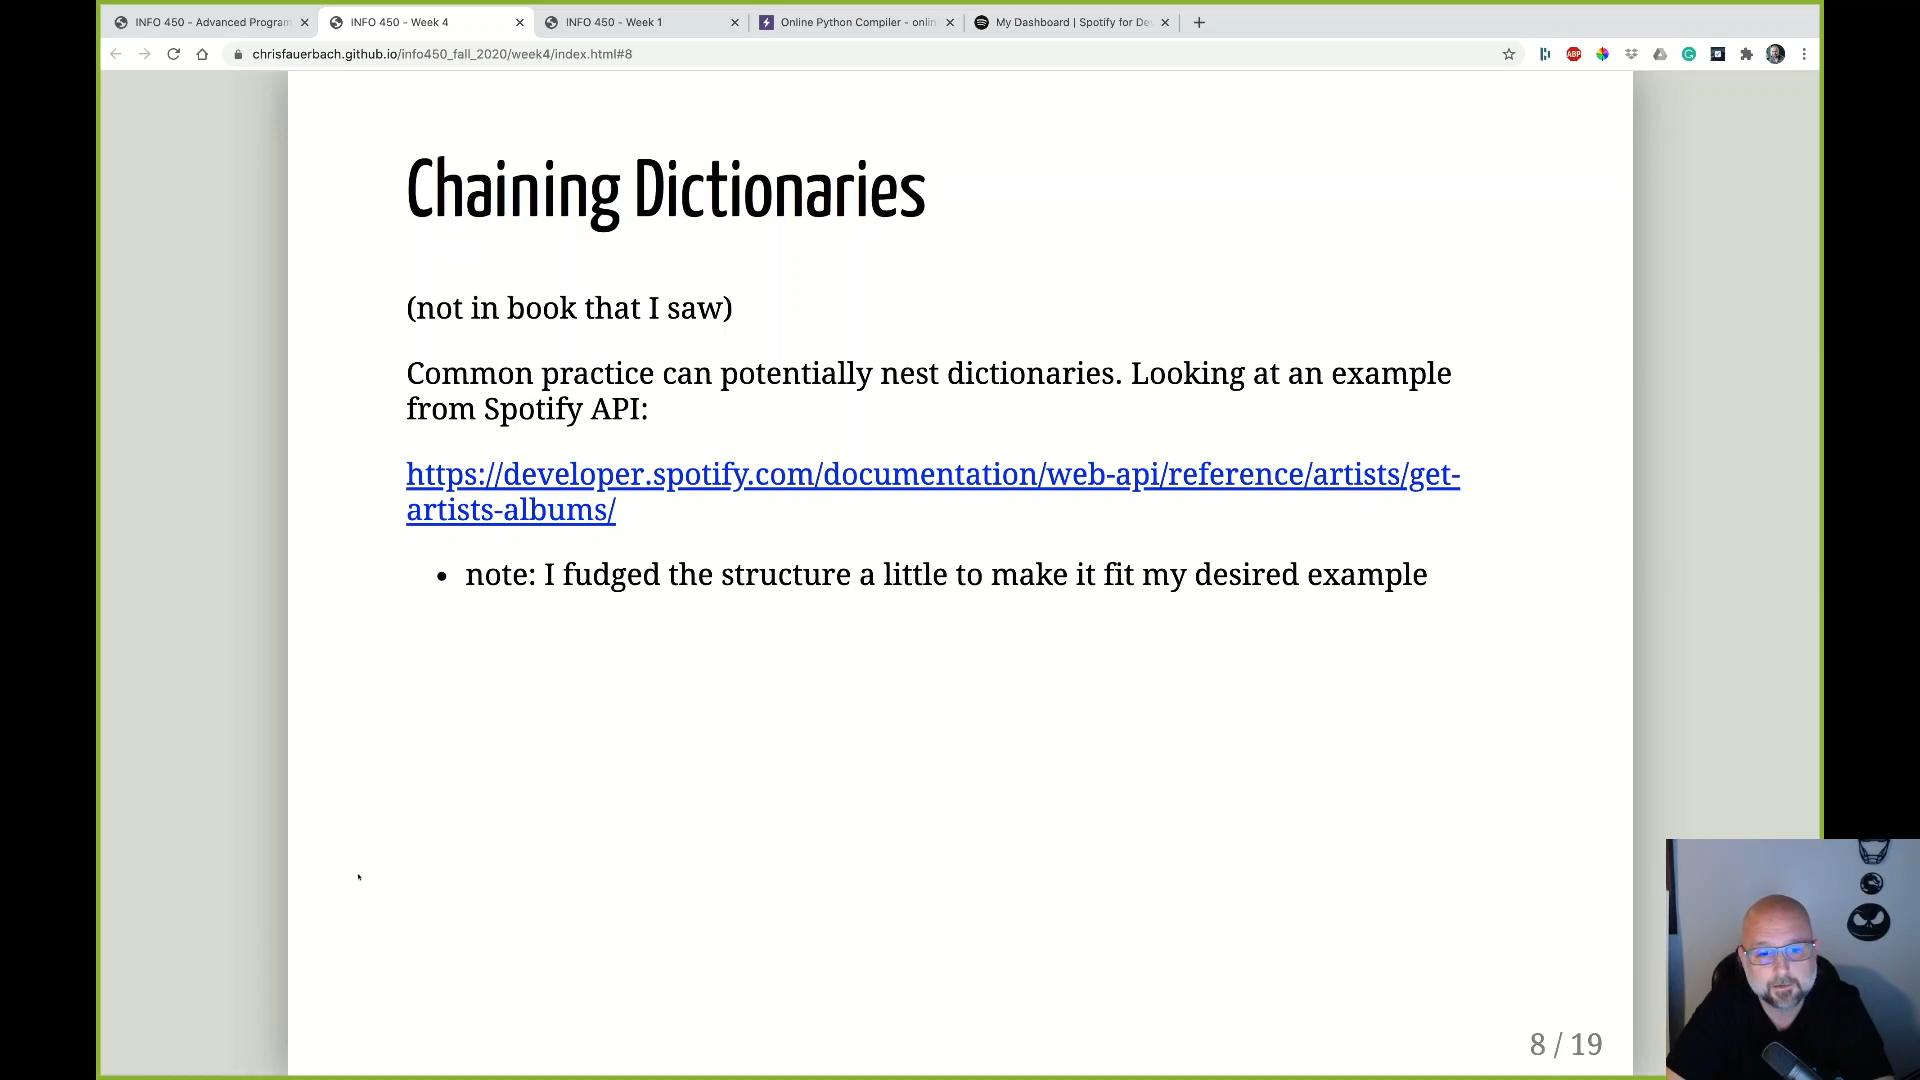 INFO 450 - Advanced Program
INFO 450 - Week 4
INFO 450 - Week 1
Online Python Compiler - onlin
My Dashboard | Spotify for De
chrisfauerbach.github.io/info450_fall_2020/week4/index.html#8
ABP
Chaining Dictionaries
(not in book that I saw)
Common practice can potentially nest dictionaries. Looking at an example
from Spotify API:
https://developer.spotify.com/documentation/web-api/reference/artists/get-
artists-albums/
• note: I fudged the structure a little to make it fit my desired example
8 / 19